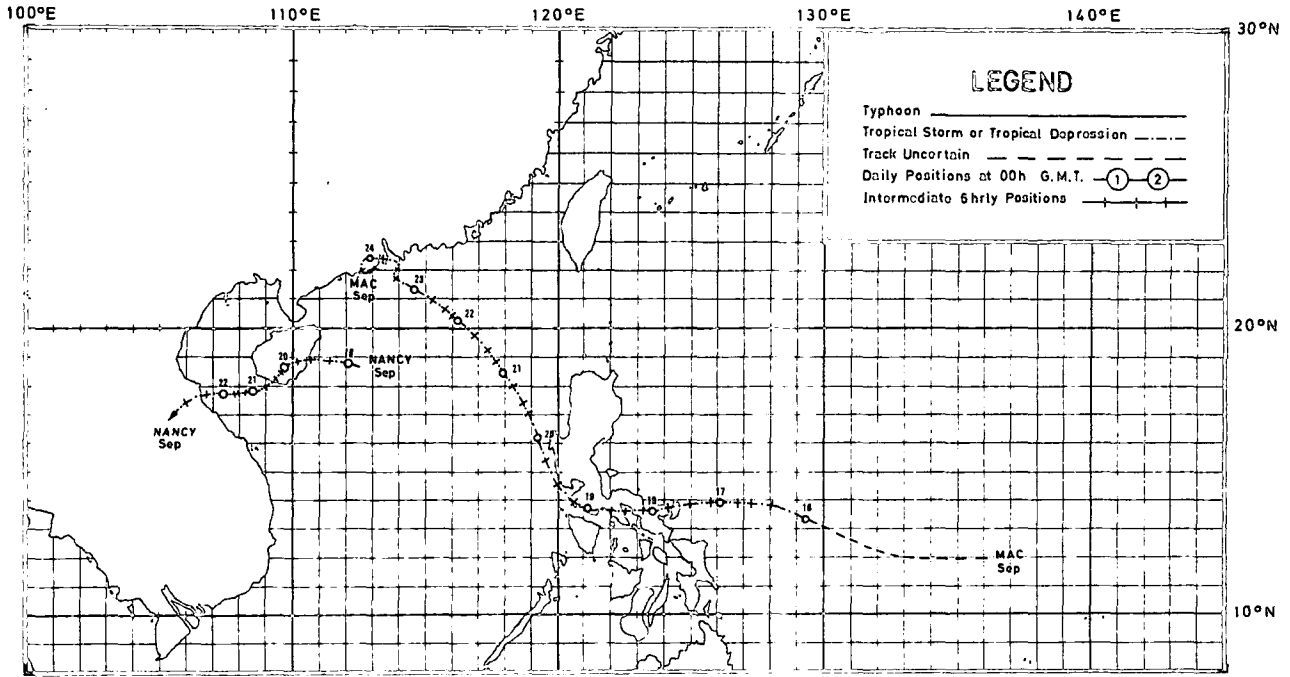 100°E 110°E 120°E 130°E 140°E
30°N
LEGEND
Typhoon
Tropical Storm or Tropical Depression
Track Uncertain
Daily Positions at 00h G.M.T. 1 2
Intermediate 6hrly Positions
24
23
MAC
Sep
22
20°N
20
18
NANCY
Sep
21
22
21
NANCY
Sep
20
19
18
17
16
MAC
Sep
10°N